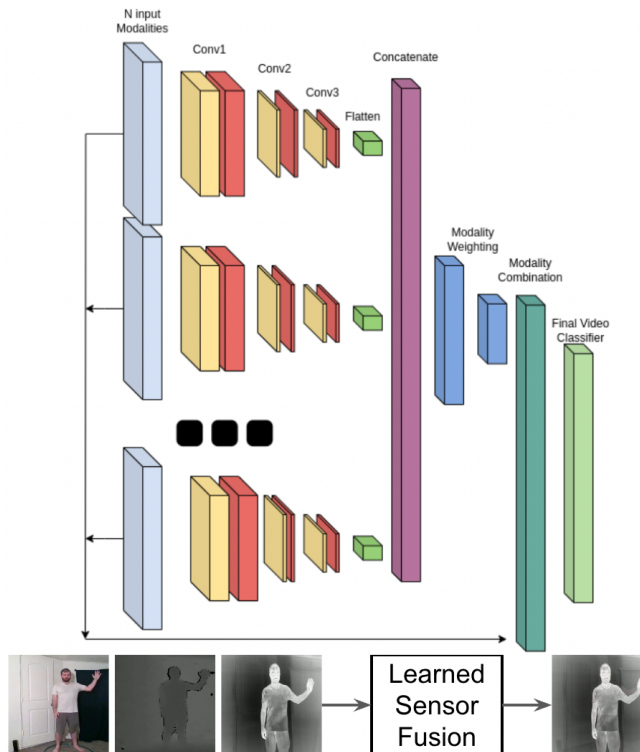 N input
Modalities
Conv1
Conv2
Conv3
Flatten
Concatenate
Modality
Weighting
Modality
Combination
Final Video
Classifier
Learned
Sensor
Fusion